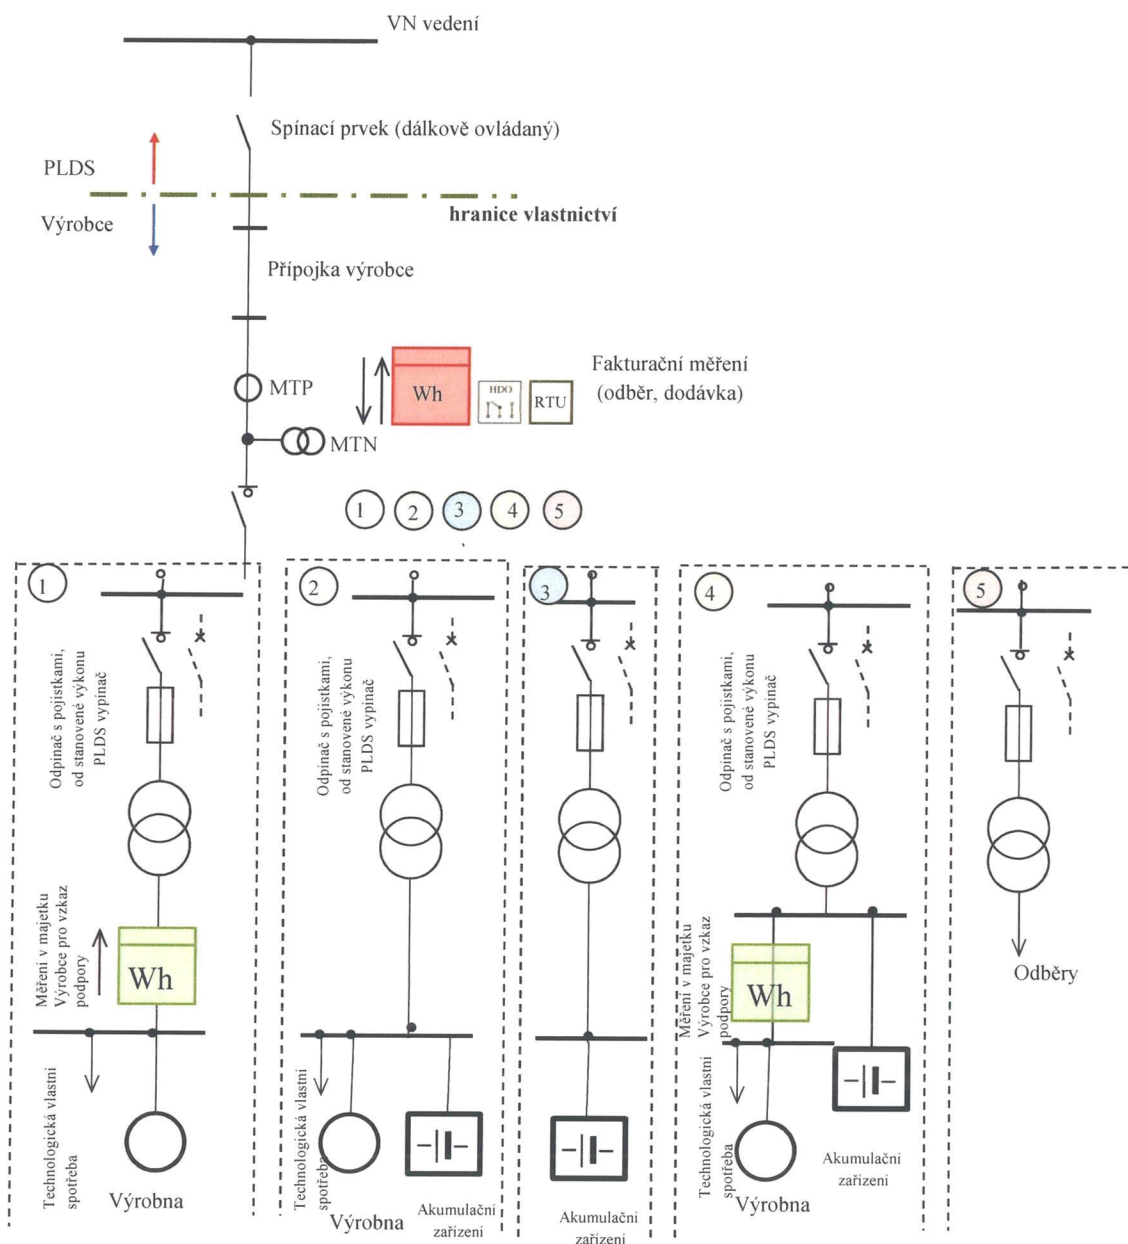 VN vedení
Spínací prvek (dálkově ovládaný)
PLDS
Výrobce
hranice vlastnictví
Přípojka výrobce
MTP
Wh
HDO
RTU
Fakturační měření
(odběr, dodávka)
MTN
1
2
3
4
5
1
Odpínač s pojistkami,
od stanovené výkonu
PLDS vypínač
Měření v majetku
Výrobce pro vzkaz
podpory
Wh
Technologická vlastní
spotřeba
Výrobna
2
Odpínač s pojistkami,
od stanovené výkonu
PLDS vypínač
Technologická vlastní
spotřeba
Výrobna
Akumulační
zařízení
3
Akumulační
zařízení
4
Odpínač s pojistkami,
od stanovené výkonu
PLDS vypínač
Měření v majetku
Výrobce pro vzkaz
podpory
Wh
Technologická vlastní
spotřeba
Výrobna
Akumulační
zařízení
5
Odběry